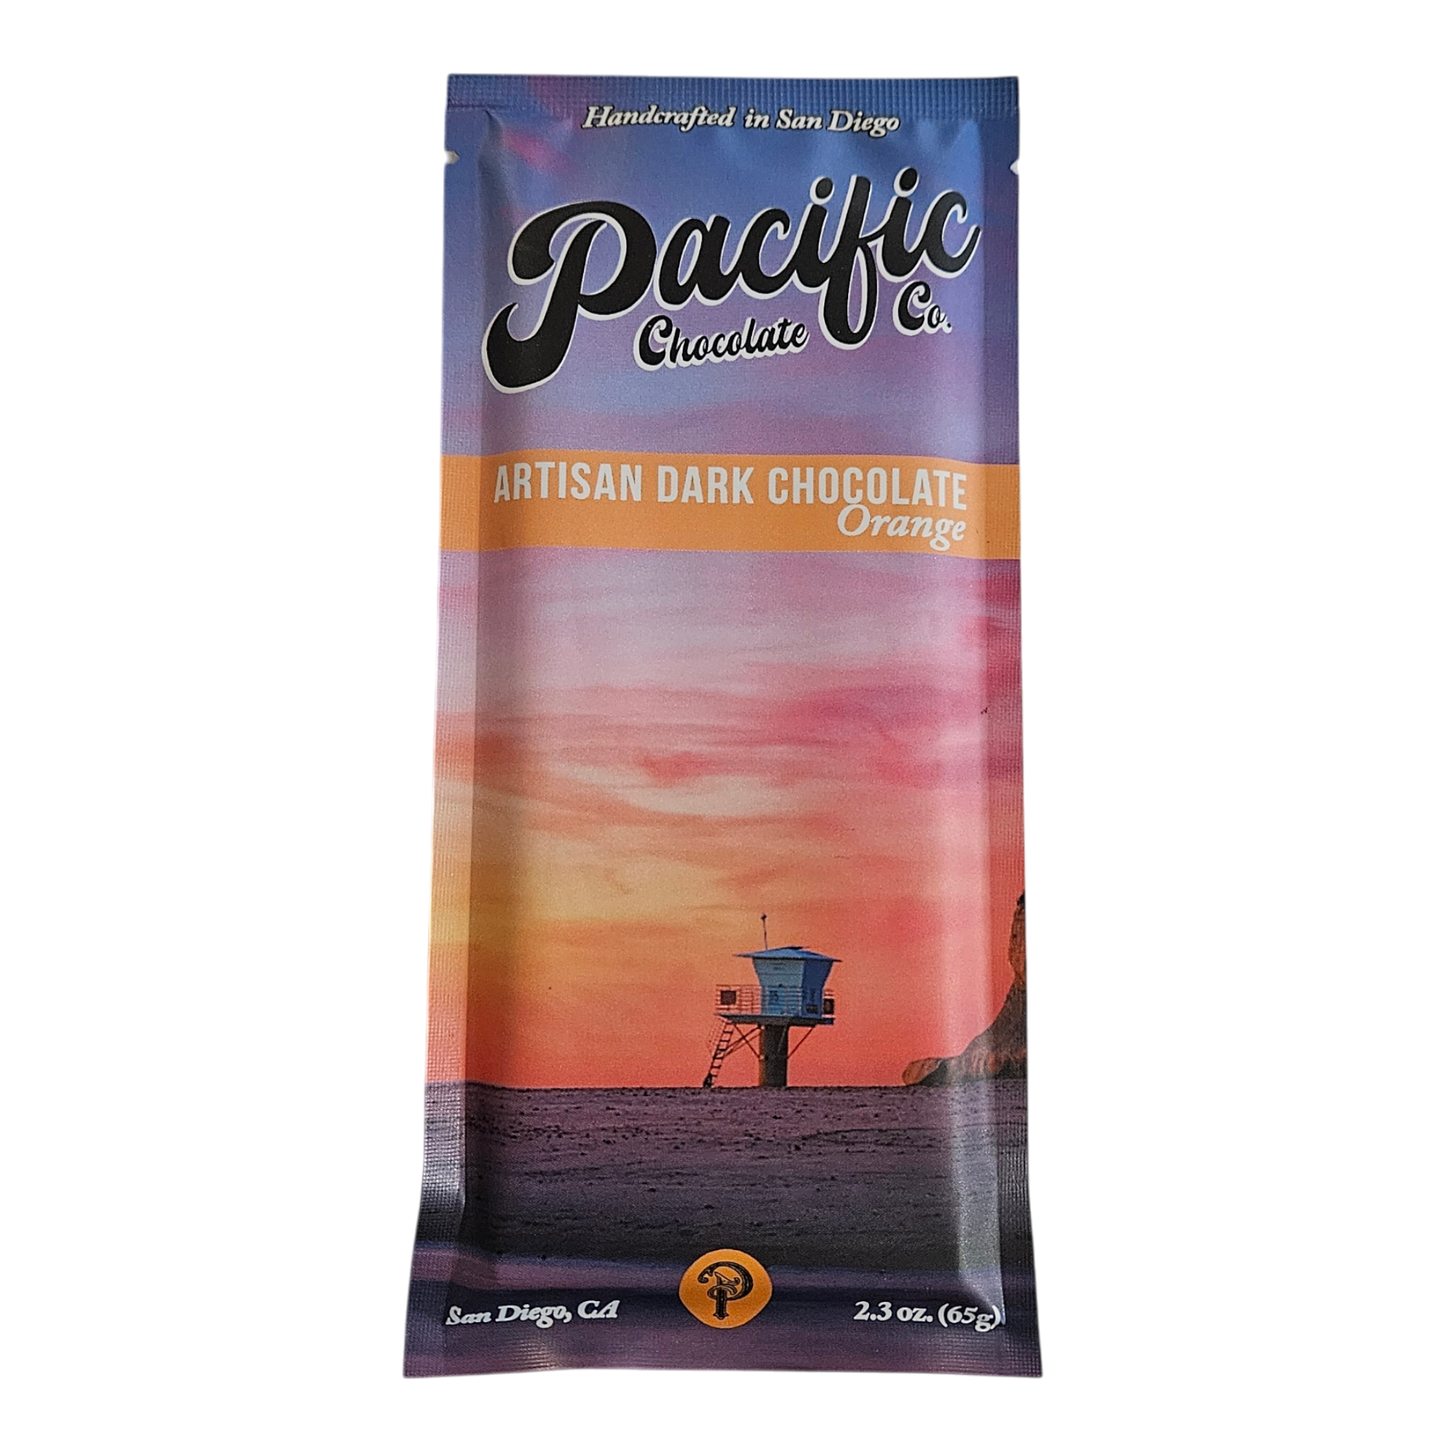 Handcrafted in San Diego
Pacific
Chocolate Co.
ARTISAN DARK CHOCOLATE
Orange
San Diego, CA
P
2.3 oz. (65g)